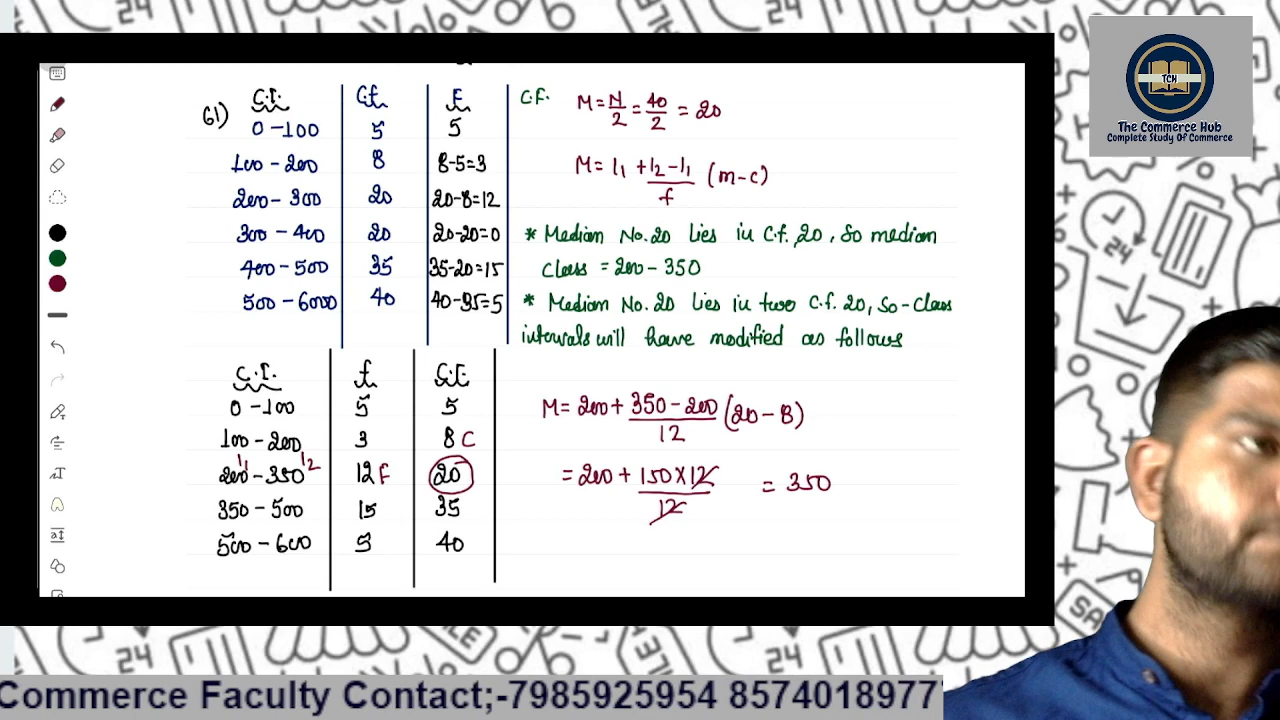 TCH
The Commerce Hub
Complete Study Of Commerce
61) C.I. C.f. F
0 - 100 5 5
100 - 200 8 8-5=3
200 - 300 20 20-8=12
300 - 400 20 20-20=0
400 - 500 35 35-20=15
500 - 6000 40 40-35=5
C.F. M = N/2 = 40/2 = 20
M = l₁ + l₂ - l₁/f (m-c)
* Median No. 20 lies in C.f. 20, So median
class = 200 - 350
* Median No. 20 lies in two C.f. 20, so-class
intervals will have modified as follows
C.I. f C.F.
0 - 100 5 5
100 - 200 3 8 C
l₁ l₂
200 - 350 12 F 20
350 - 500 15 35
500 - 600 5 40
M = 200 + 350 - 200/12 (20 - 8)
= 200 + 150 × 12/12 = 350
Commerce Faculty Contact;-7985925954 8574018977